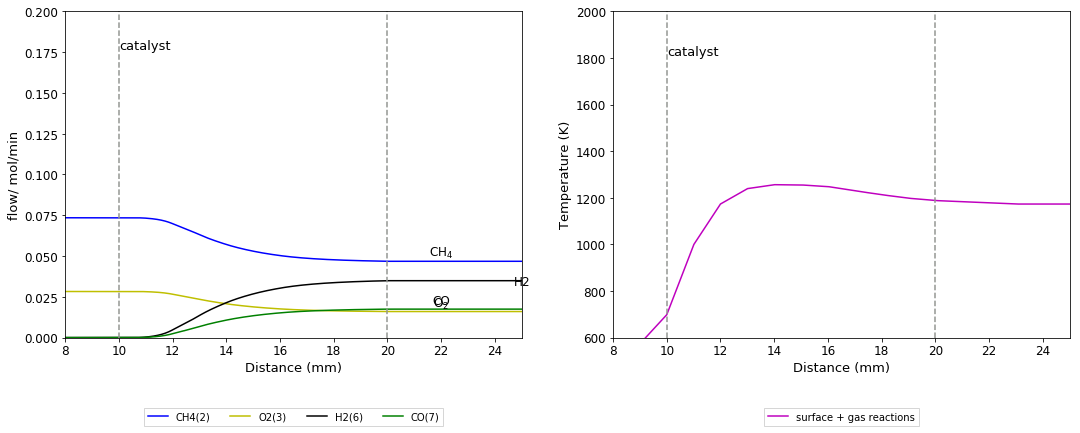 0.200
0.175
0.150
0.125
0.100
0.075
0.050
0.025
0.000
flow/ mol/min
catalyst
CH4
H2
CO
O2
8 10 12 14 16 18 20 22 24
Distance (mm)
CH4(2) O2(3) H2(6) CO(7)
2000
1800
1600
1400
1200
1000
800
600
Temperature (K)
catalyst
8 10 12 14 16 18 20 22 24
Distance (mm)
surface + gas reactions